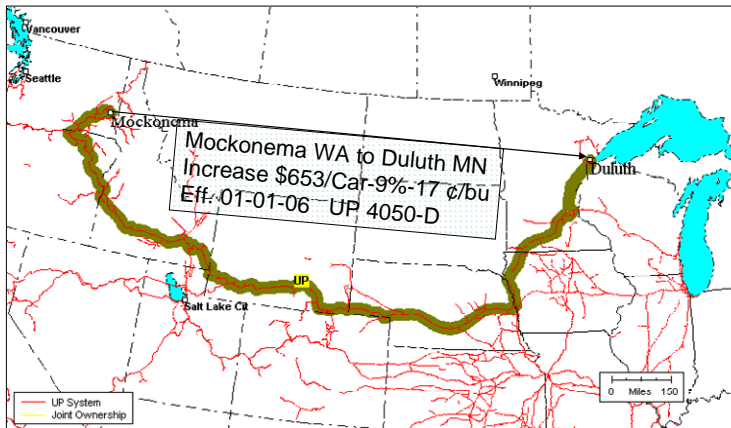 Vancouver
Seattle
Winnipeg
Mockonema
Mockonema WA to Duluth MN
Increase $653/Car-9%-17 ¢/bu
Eff. 01-01-06 UP 4050-D
Duluth
UP
Salt Lake Cit
0 Miles 150
UP System
Joint Ownership